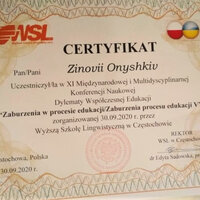 WSL
CERTYFIKAT
Pan/Pani
Zinovii Onyshkiv
Uczestniczył/ła w XI Międzynarodowej i Multidyscyplinarnej
Konferencji Naukowej
Dylematy Współczesnej Edukacji
"Zaburzenia w procesie edukacji/Zaburzenia procesu edukacji V"
zorganizowanej 30.09.2020 r. przez
Wyższą Szkołę Lingwistyczną w Częstochowie
Częstochowa, Polska
30.09.2020
REKTOR
WSL w Częstochowie
dr Edyta Sadowska, pr